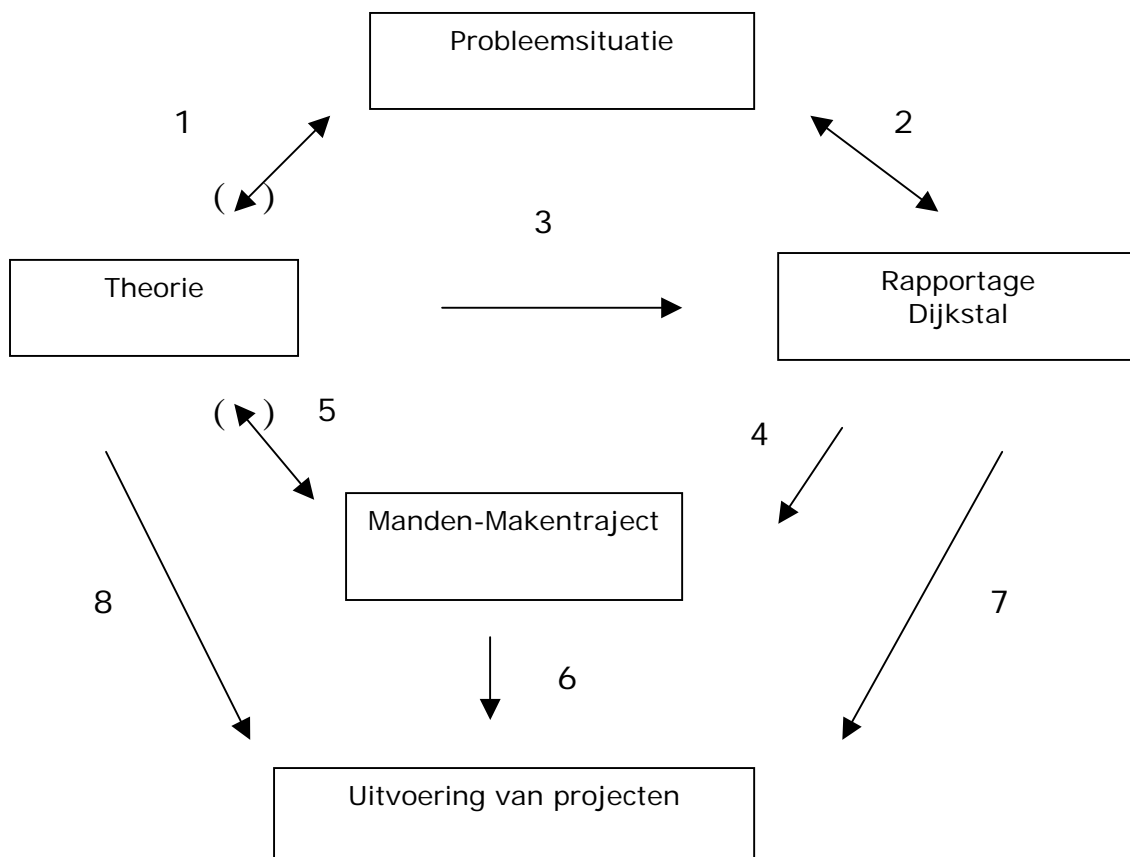 Probleemsituatie
1
2
( )
3
Theorie
Rapportage
Dijkstal
( )
5
4
Manden-Makentraject
8
7
6
Uitvoering van projecten